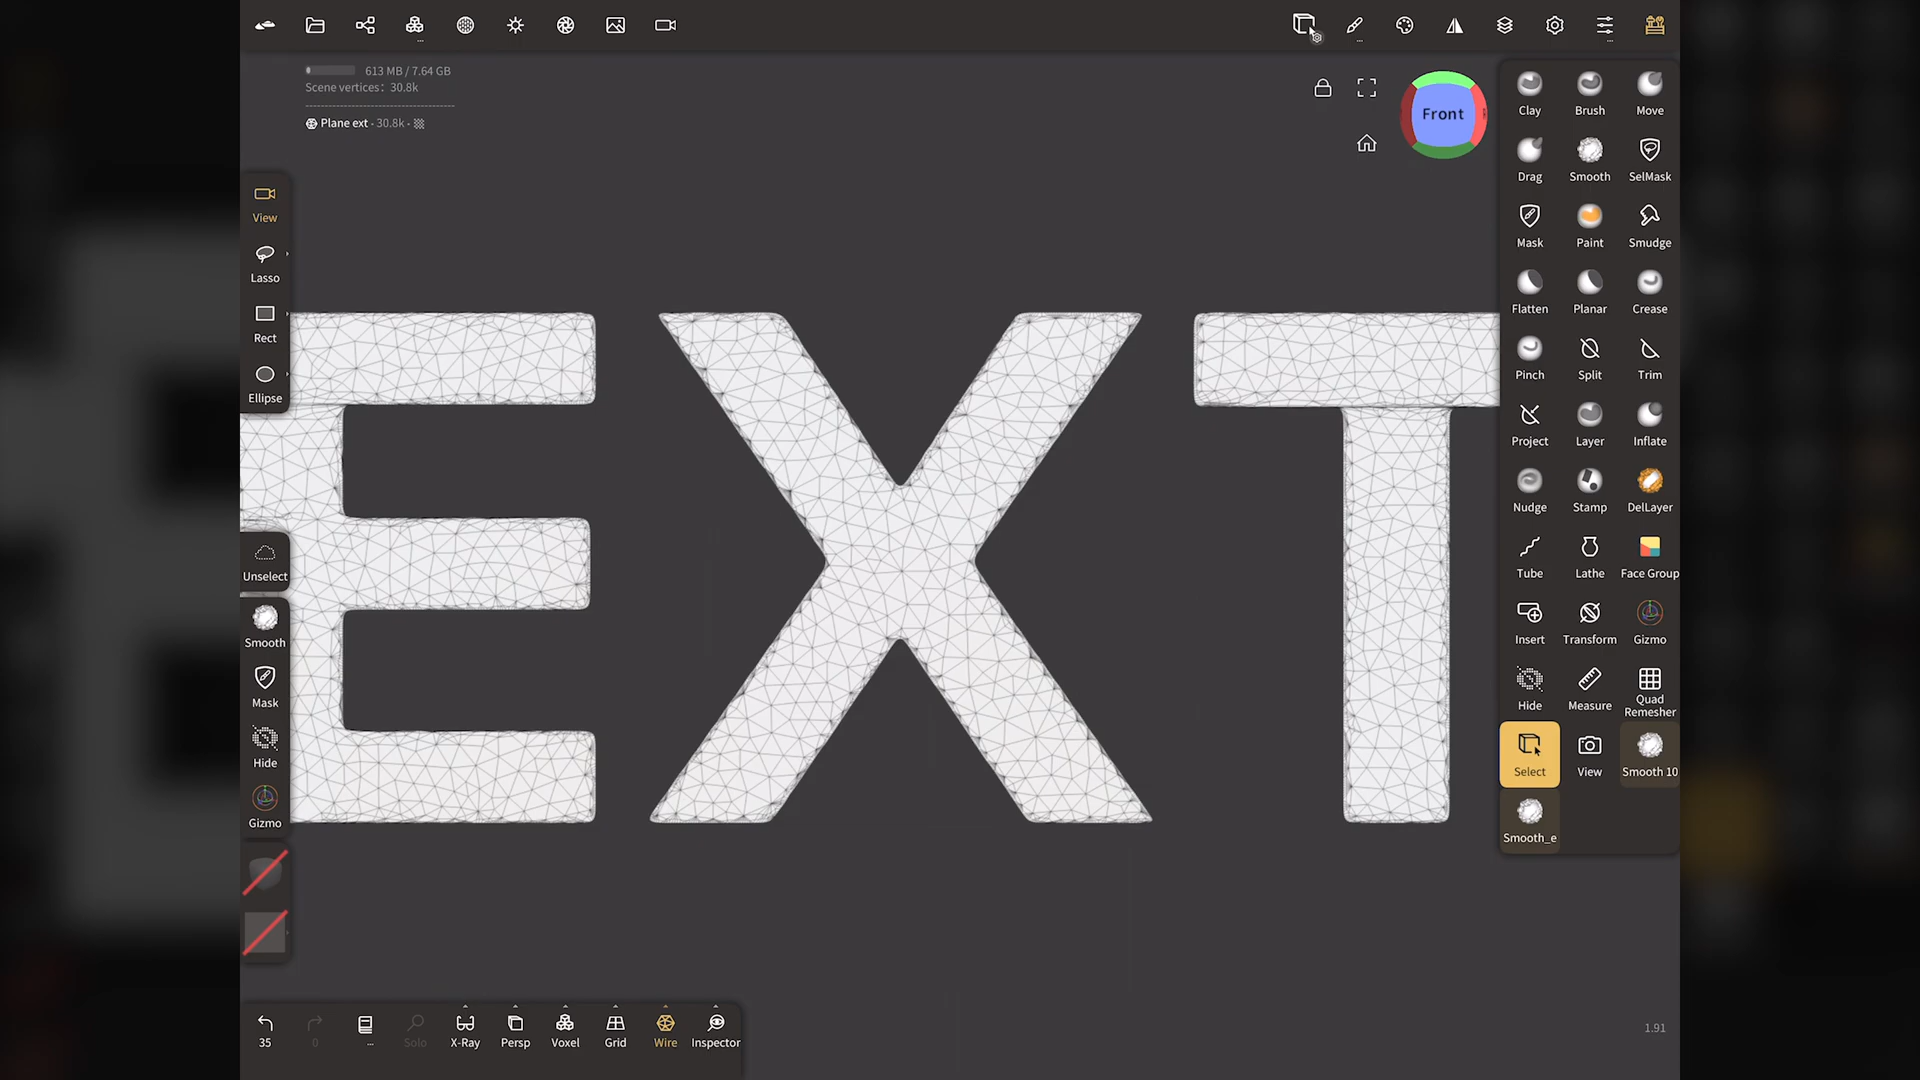 613 MB / 7.64 GB
Scene vertices: 30.8k
Plane ext · 30.8k ·
Front
View
Lasso
Rect
Ellipse
Unselect
Smooth
Mask
Hide
Gizmo
EXT
Clay Brush Move
Drag Smooth SelMask
Mask Paint Smudge
Flatten Planar Crease
Pinch Split Trim
Project Layer Inflate
Nudge Stamp DelLayer
Tube Lathe Face Group
Insert Transform Gizmo
Hide Measure Quad Remesher
Select View Smooth 10
Smooth_e
35 0 ... Solo X-Ray Persp Voxel Grid Wire Inspector
1.91